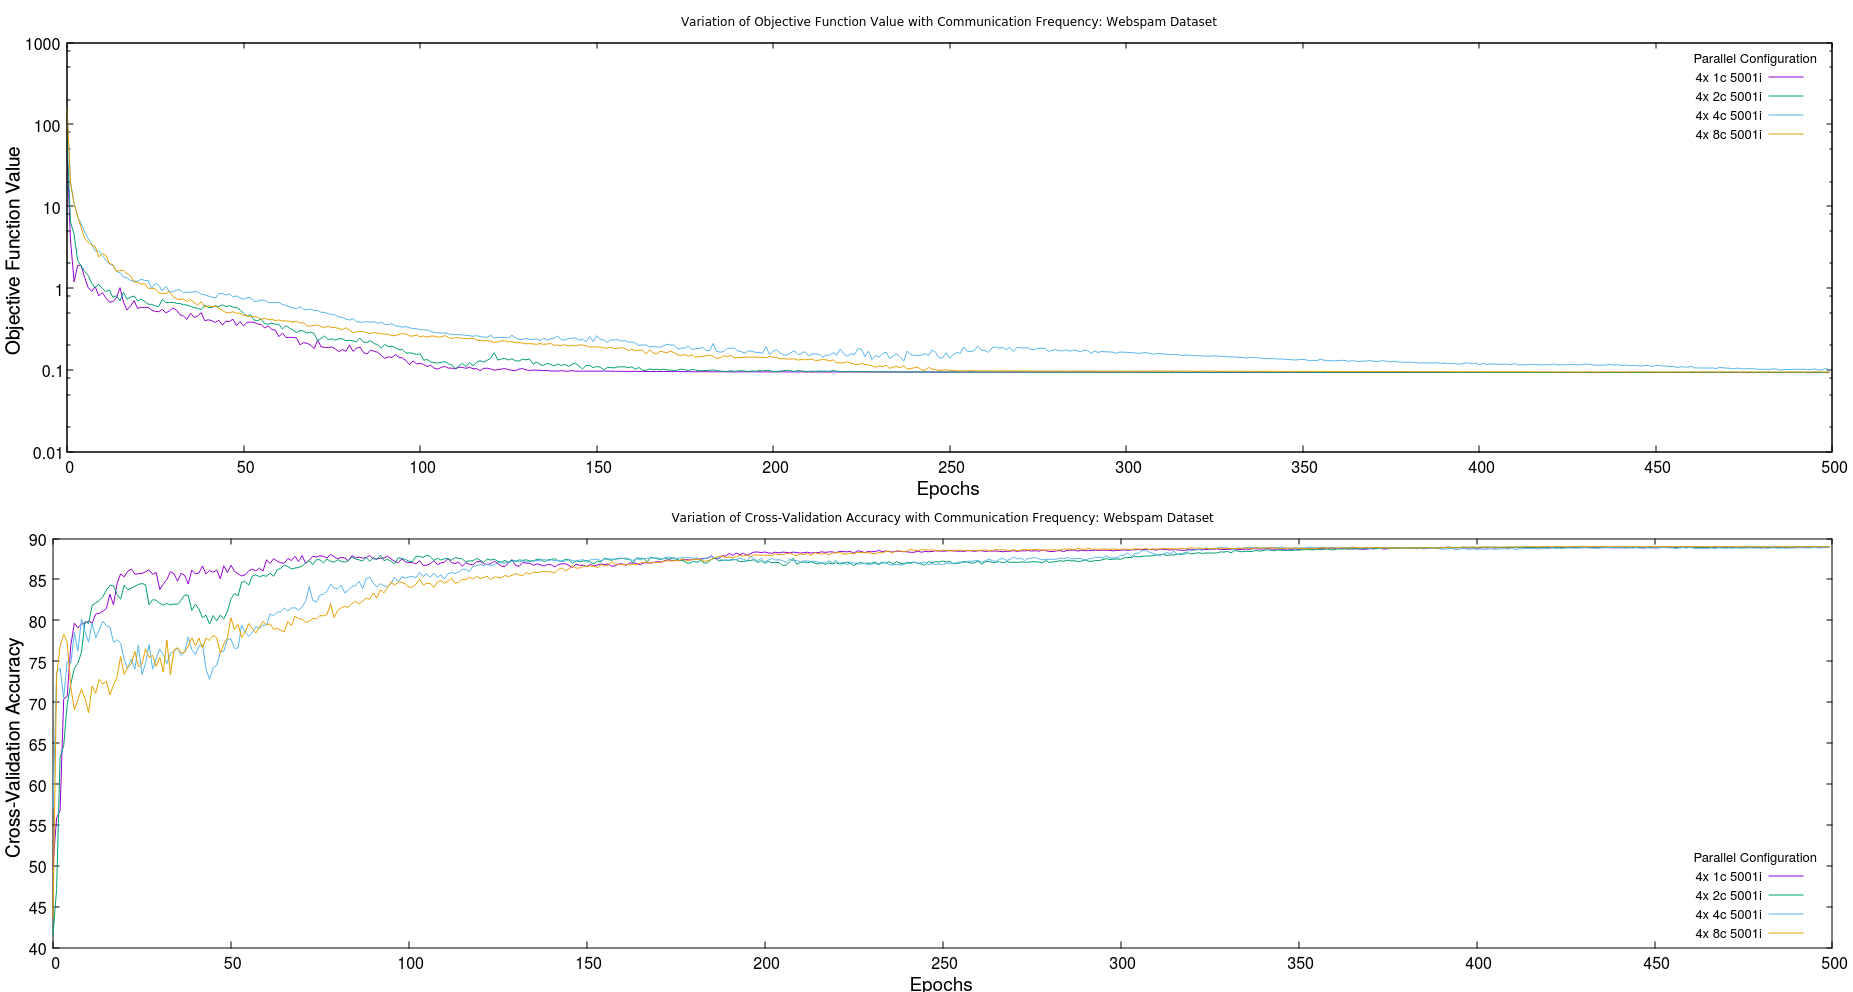 Variation of Objective Function Value with Communication Frequency: Webspam Dataset
1000
100
10
1
0.1
0.01
Objective Function Value
Parallel Configuration
4x 1c 5001i
4x 2c 5001i
4x 4c 5001i
4x 8c 5001i
0 50 100 150 200 250 300 350 400 450 500
Epochs
Variation of Cross-Validation Accuracy with Communication Frequency: Webspam Dataset
90
85
80
75
70
65
60
55
50
45
40
Cross-Validation Accuracy
Parallel Configuration
4x 1c 5001i
4x 2c 5001i
4x 4c 5001i
4x 8c 5001i
0 50 100 150 200 250 300 350 400 450 500
Epochs